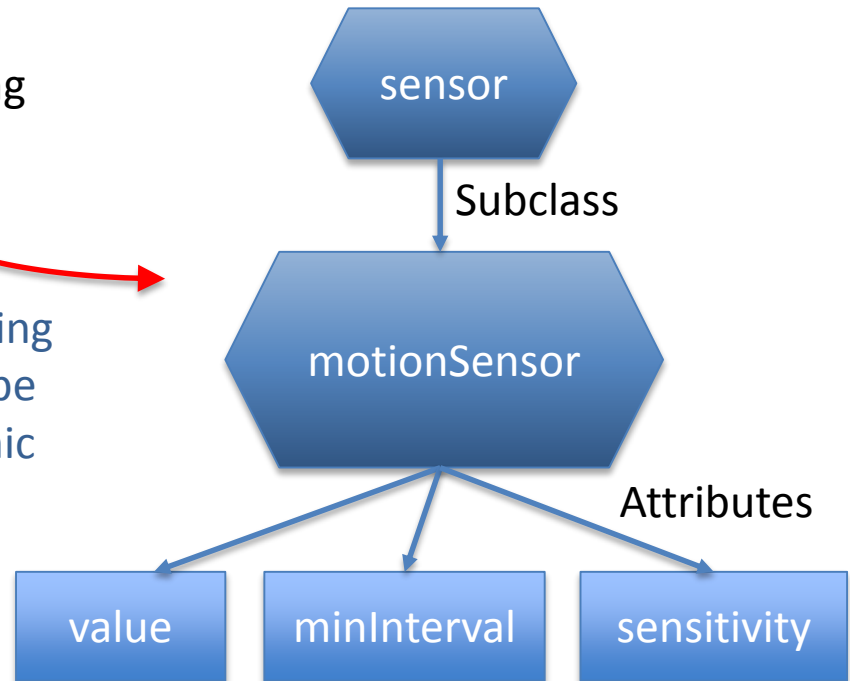 sensor
Subclass
motionSensor
Attributes
value
minInterval
sensitivity